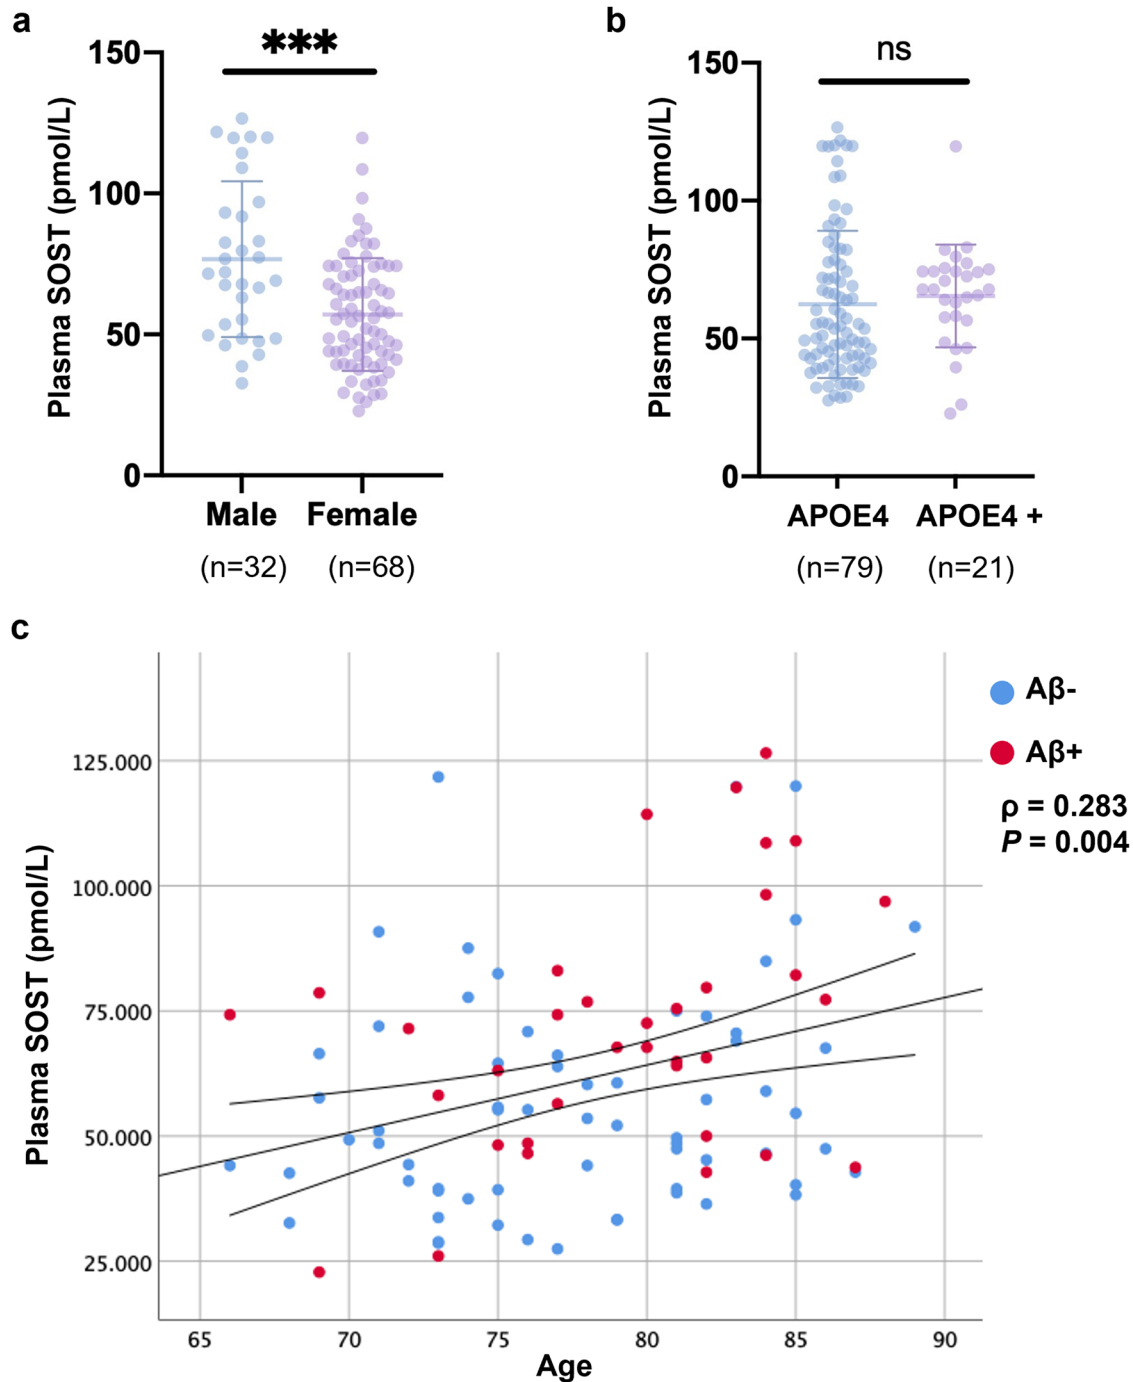 a
***
Plasma SOST (pmol/L)
150
100
50
0
Male Female
(n=32) (n=68)
b
ns
Plasma SOST (pmol/L)
150
100
50
0
APOE4 APOE4 +
(n=79) (n=21)
c
Plasma SOST (pmol/L)
125.000
100.000
75.000
50.000
25.000
65 70 75 80 85 90
Age
Aβ-
Aβ+
ρ = 0.283
P = 0.004